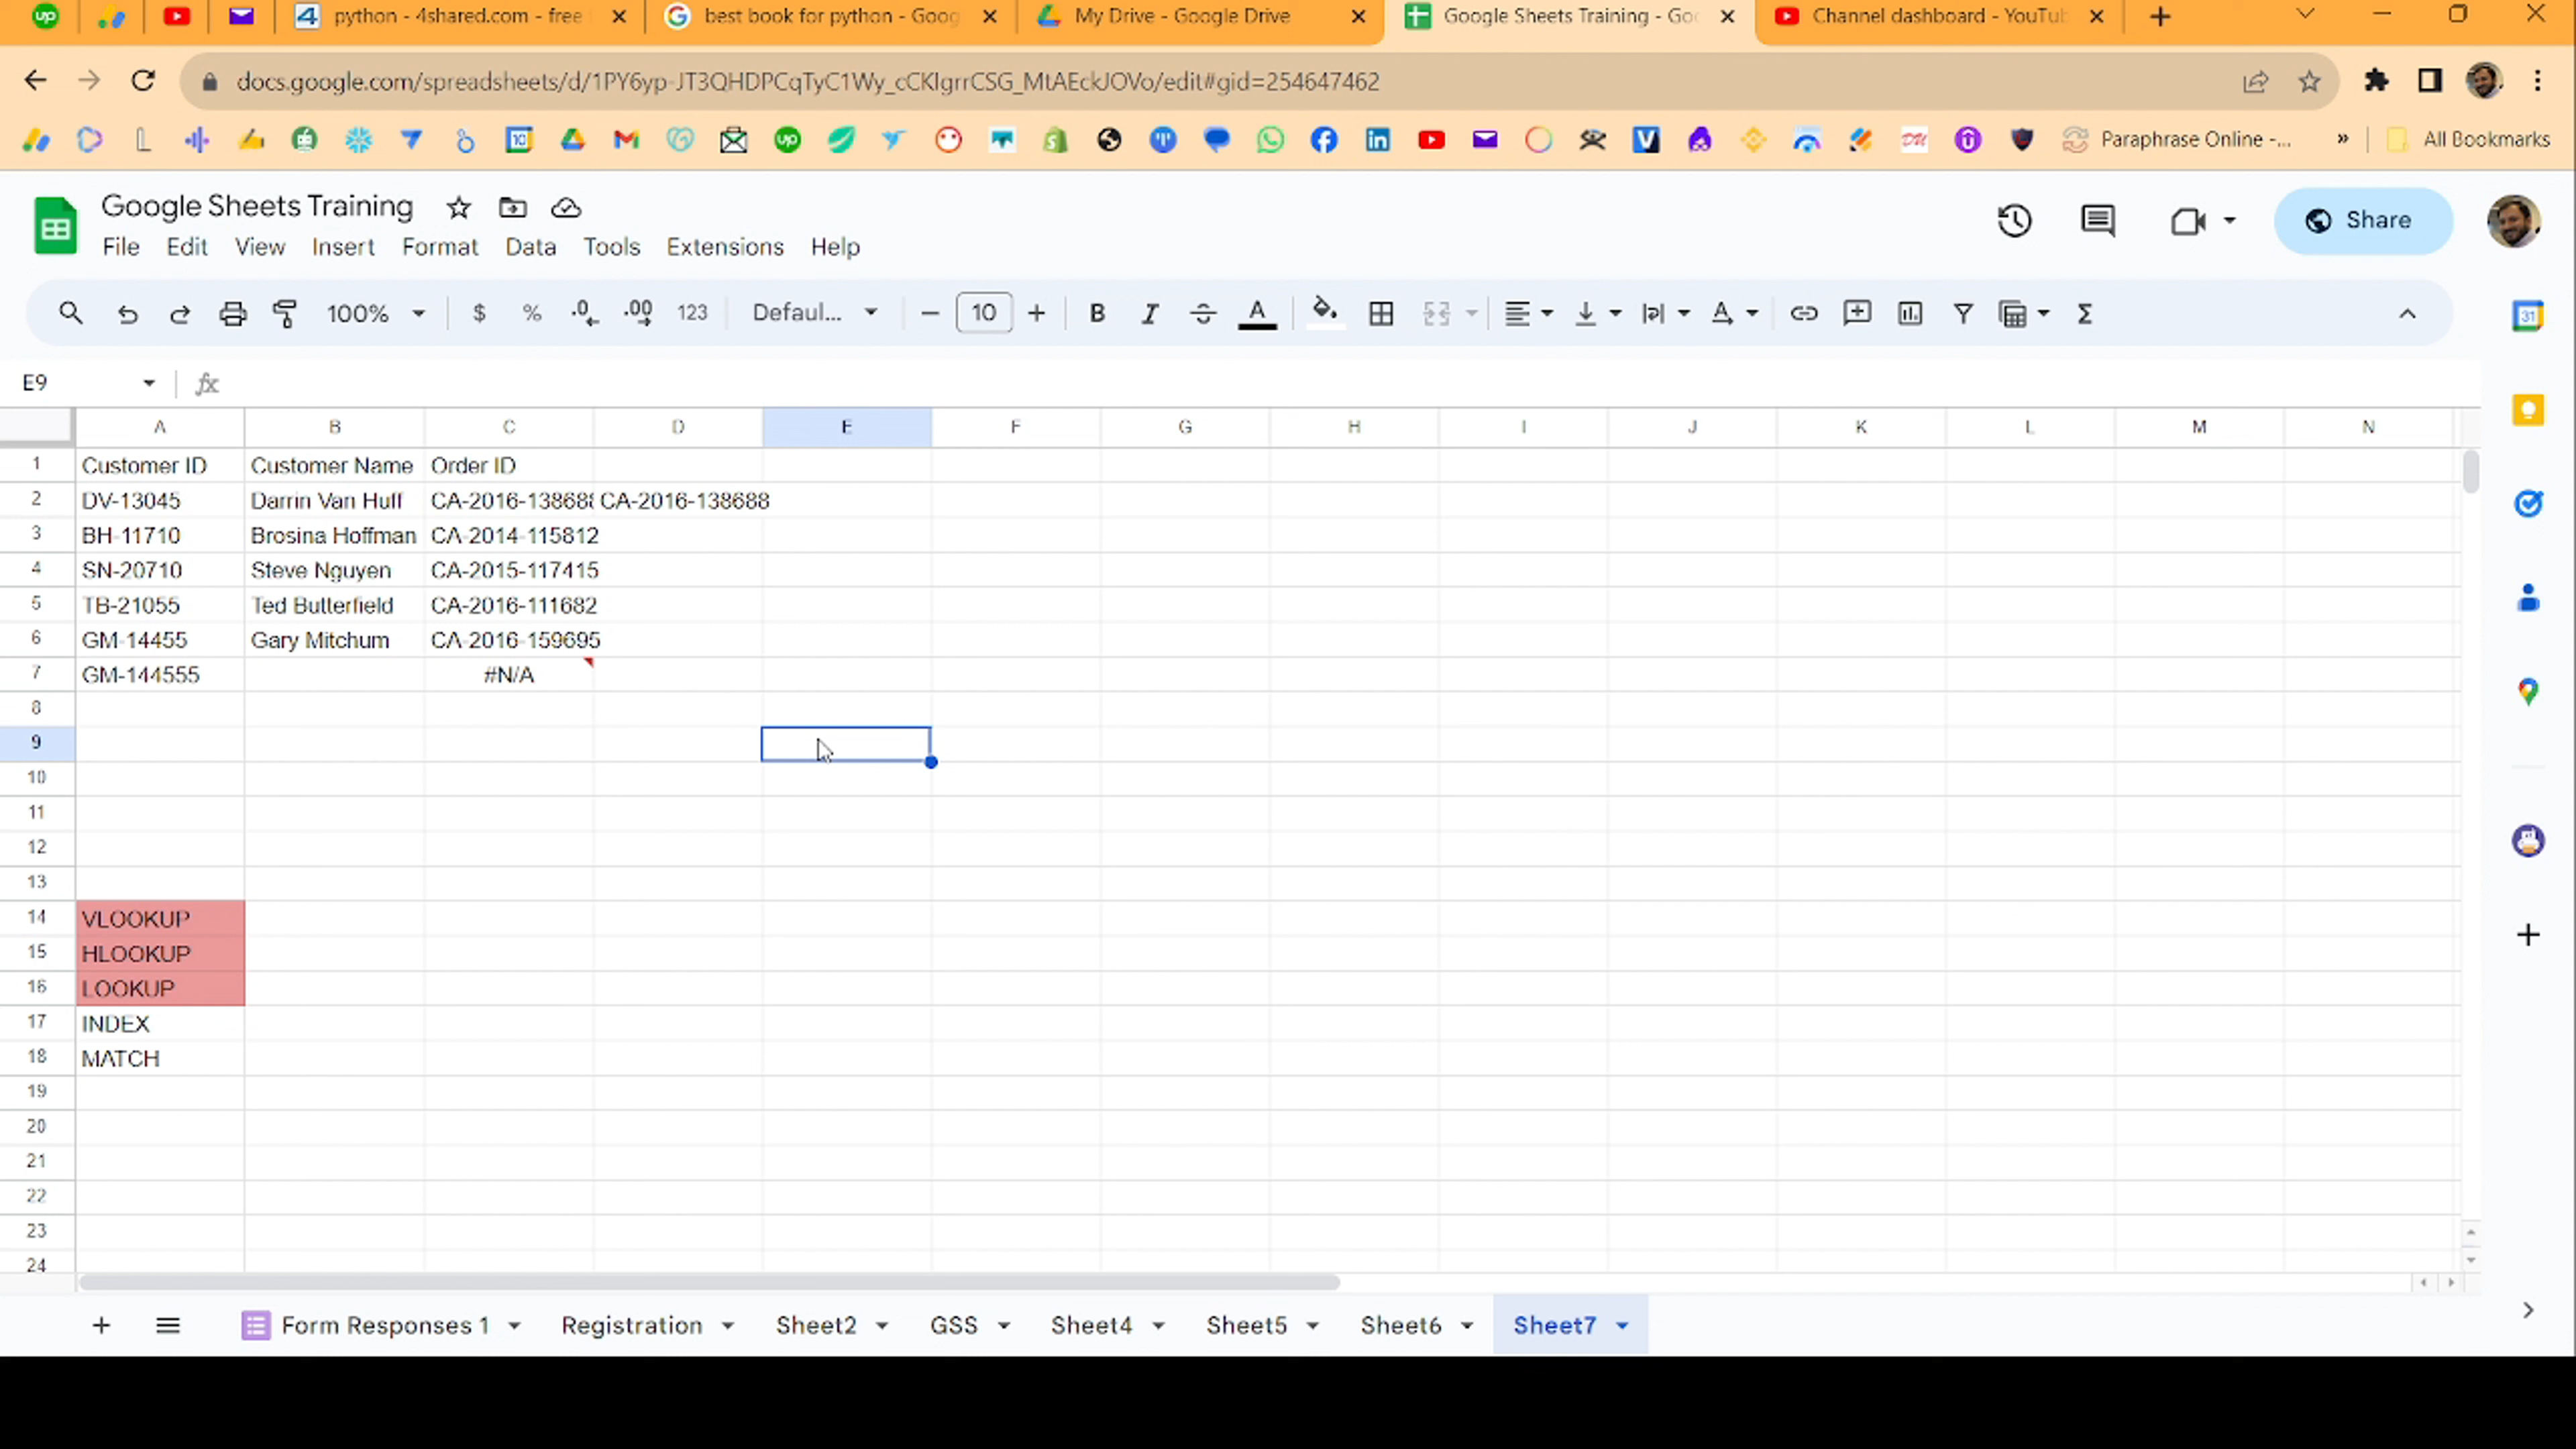 python - 4shared.com - free
best book for python - Goog
My Drive - Google Drive
Google Sheets Training - Goo
Channel dashboard - YouTub
docs.google.com/spreadsheets/d/1PY6yp-JT3QHDPCqTyC1Wy_cCKIgrrCSG_MtAEckJOVo/edit#gid=254647462
Paraphrase Online -...
» All Bookmarks
Google Sheets Training
File Edit View Insert Format Data Tools Extensions Help
Share
100% $ % .0 .00 123 Defaul... 10 B I A
E9 fx
A B C D E F G H I J K L M N
1 Customer ID Customer Name Order ID
2 DV-13045 Darrin Van Huff CA-2016-138688 CA-2016-138688
3 BH-11710 Brosina Hoffman CA-2014-115812
4 SN-20710 Steve Nguyen CA-2015-117415
5 TB-21055 Ted Butterfield CA-2016-111682
6 GM-14455 Gary Mitchum CA-2016-159695
7 GM-144555 #N/A
8
9
10
11
12
13
14 VLOOKUP
15 HLOOKUP
16 LOOKUP
17 INDEX
18 MATCH
19
20
21
22
23
24
Form Responses 1 Registration Sheet2 GSS Sheet4 Sheet5 Sheet6 Sheet7